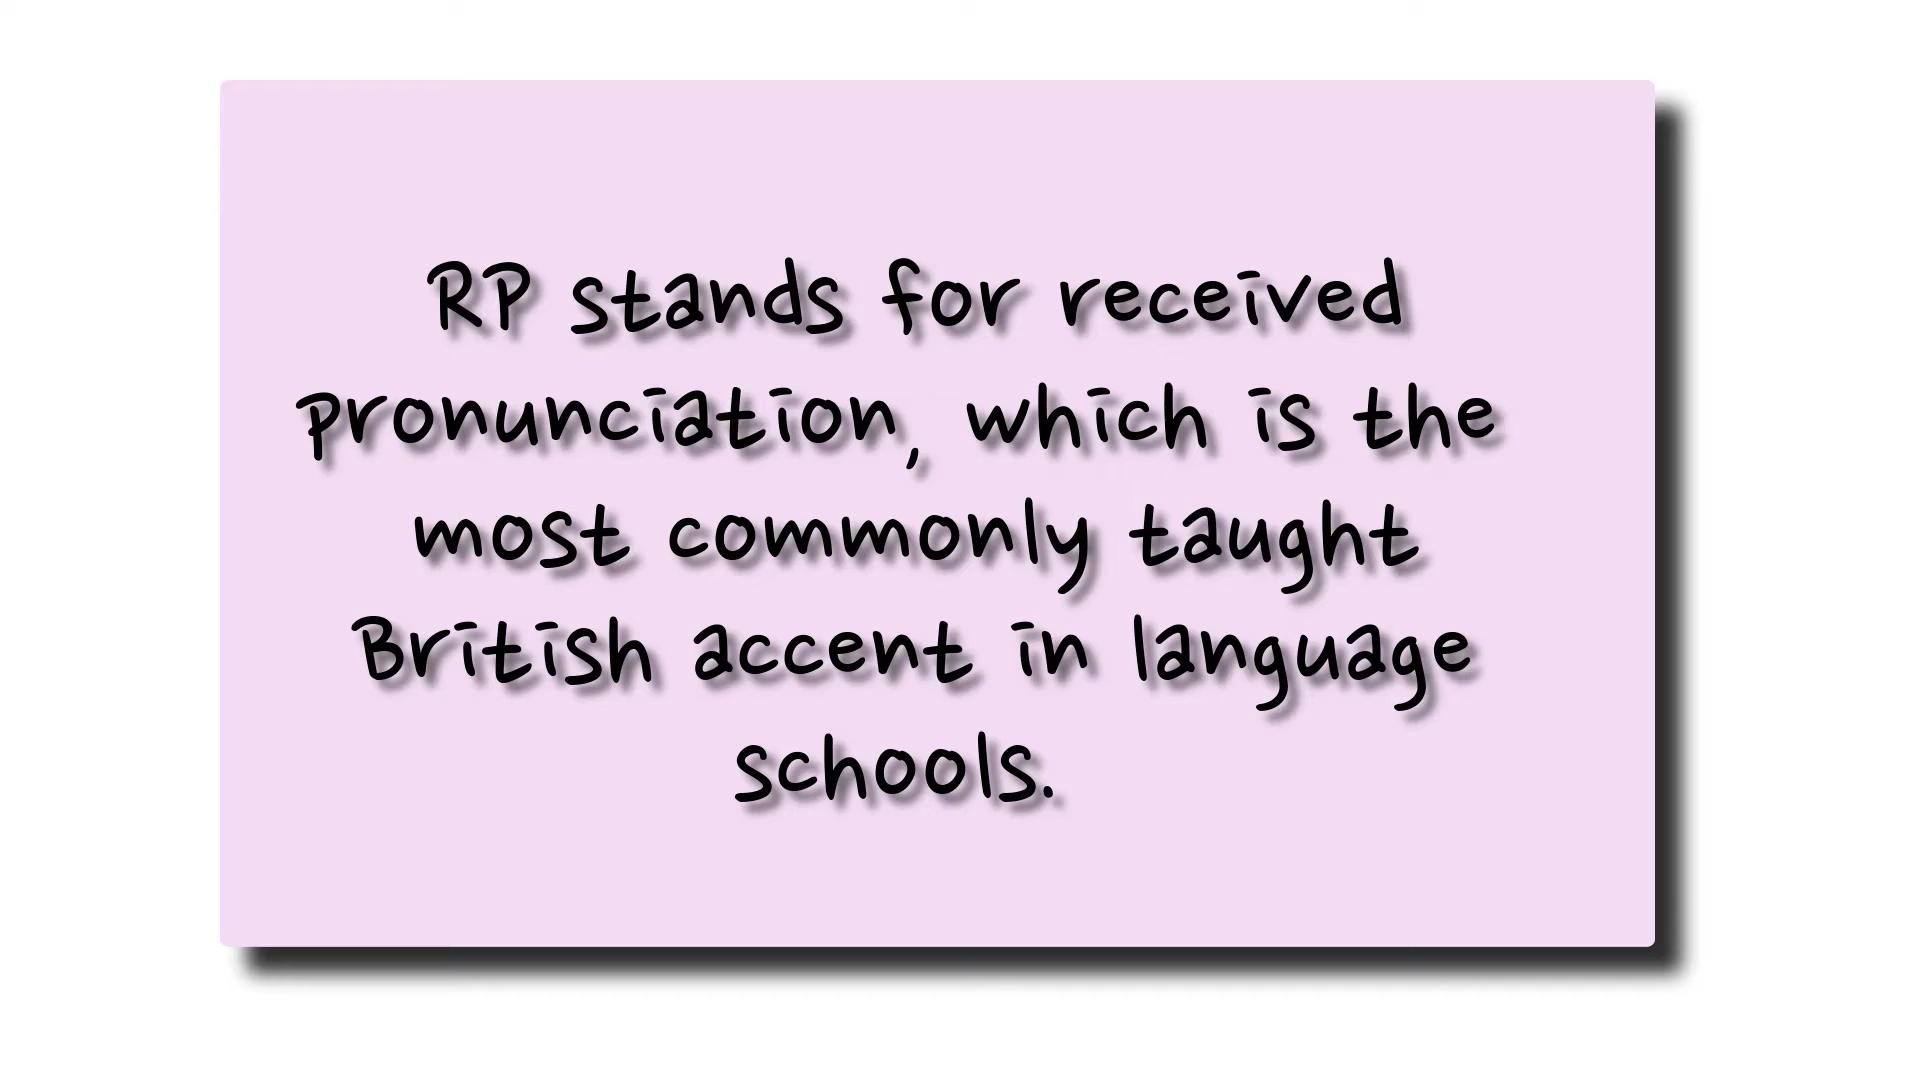 RP stands for received
pronunciation, which is the
most commonly taught
British accent in language
schools.